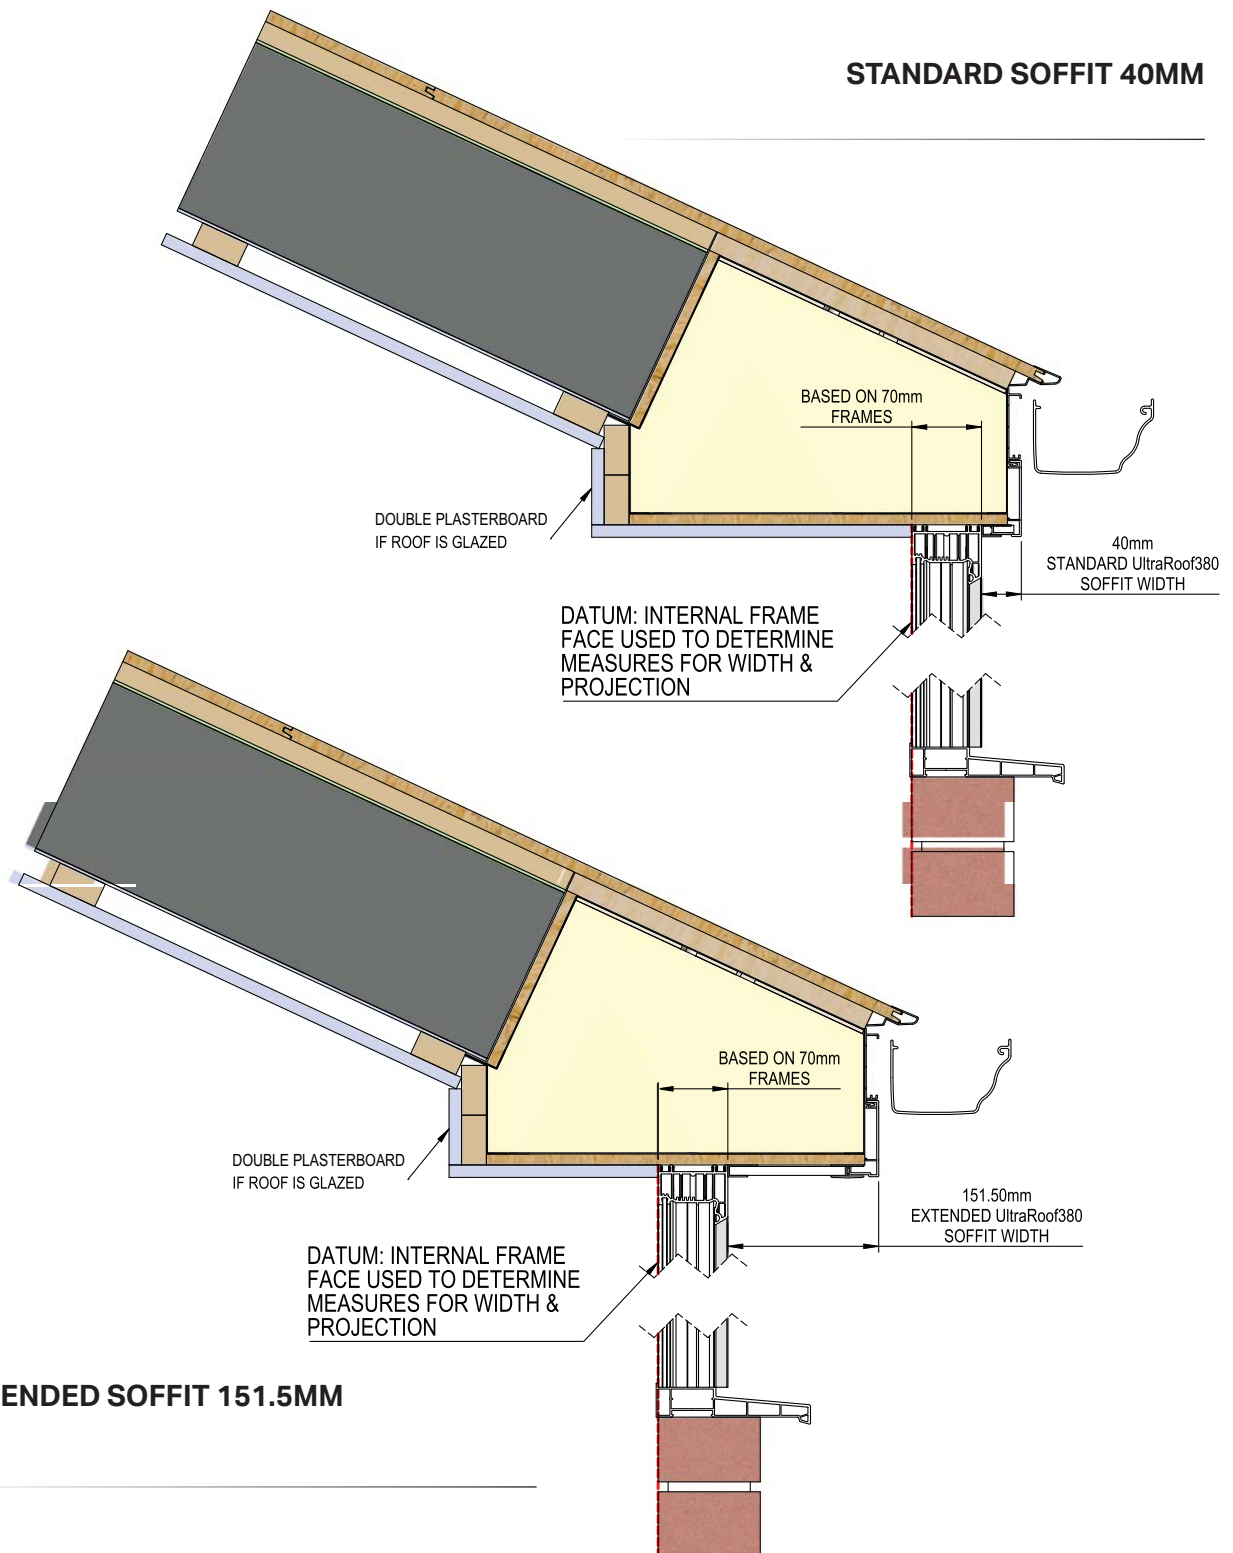 STANDARD SOFFIT 40MM
BASED ON 70mm
FRAMES
DOUBLE PLASTERBOARD
IF ROOF IS GLAZED
40mm
STANDARD UltraRoof380
SOFFIT WIDTH
DATUM: INTERNAL FRAME
FACE USED TO DETERMINE
MEASURES FOR WIDTH &
PROJECTION
BASED ON 70mm
FRAMES
DOUBLE PLASTERBOARD
IF ROOF IS GLAZED
151.50mm
EXTENDED UltraRoof380
SOFFIT WIDTH
DATUM: INTERNAL FRAME
FACE USED TO DETERMINE
MEASURES FOR WIDTH &
PROJECTION
ENDED SOFFIT 151.5MM